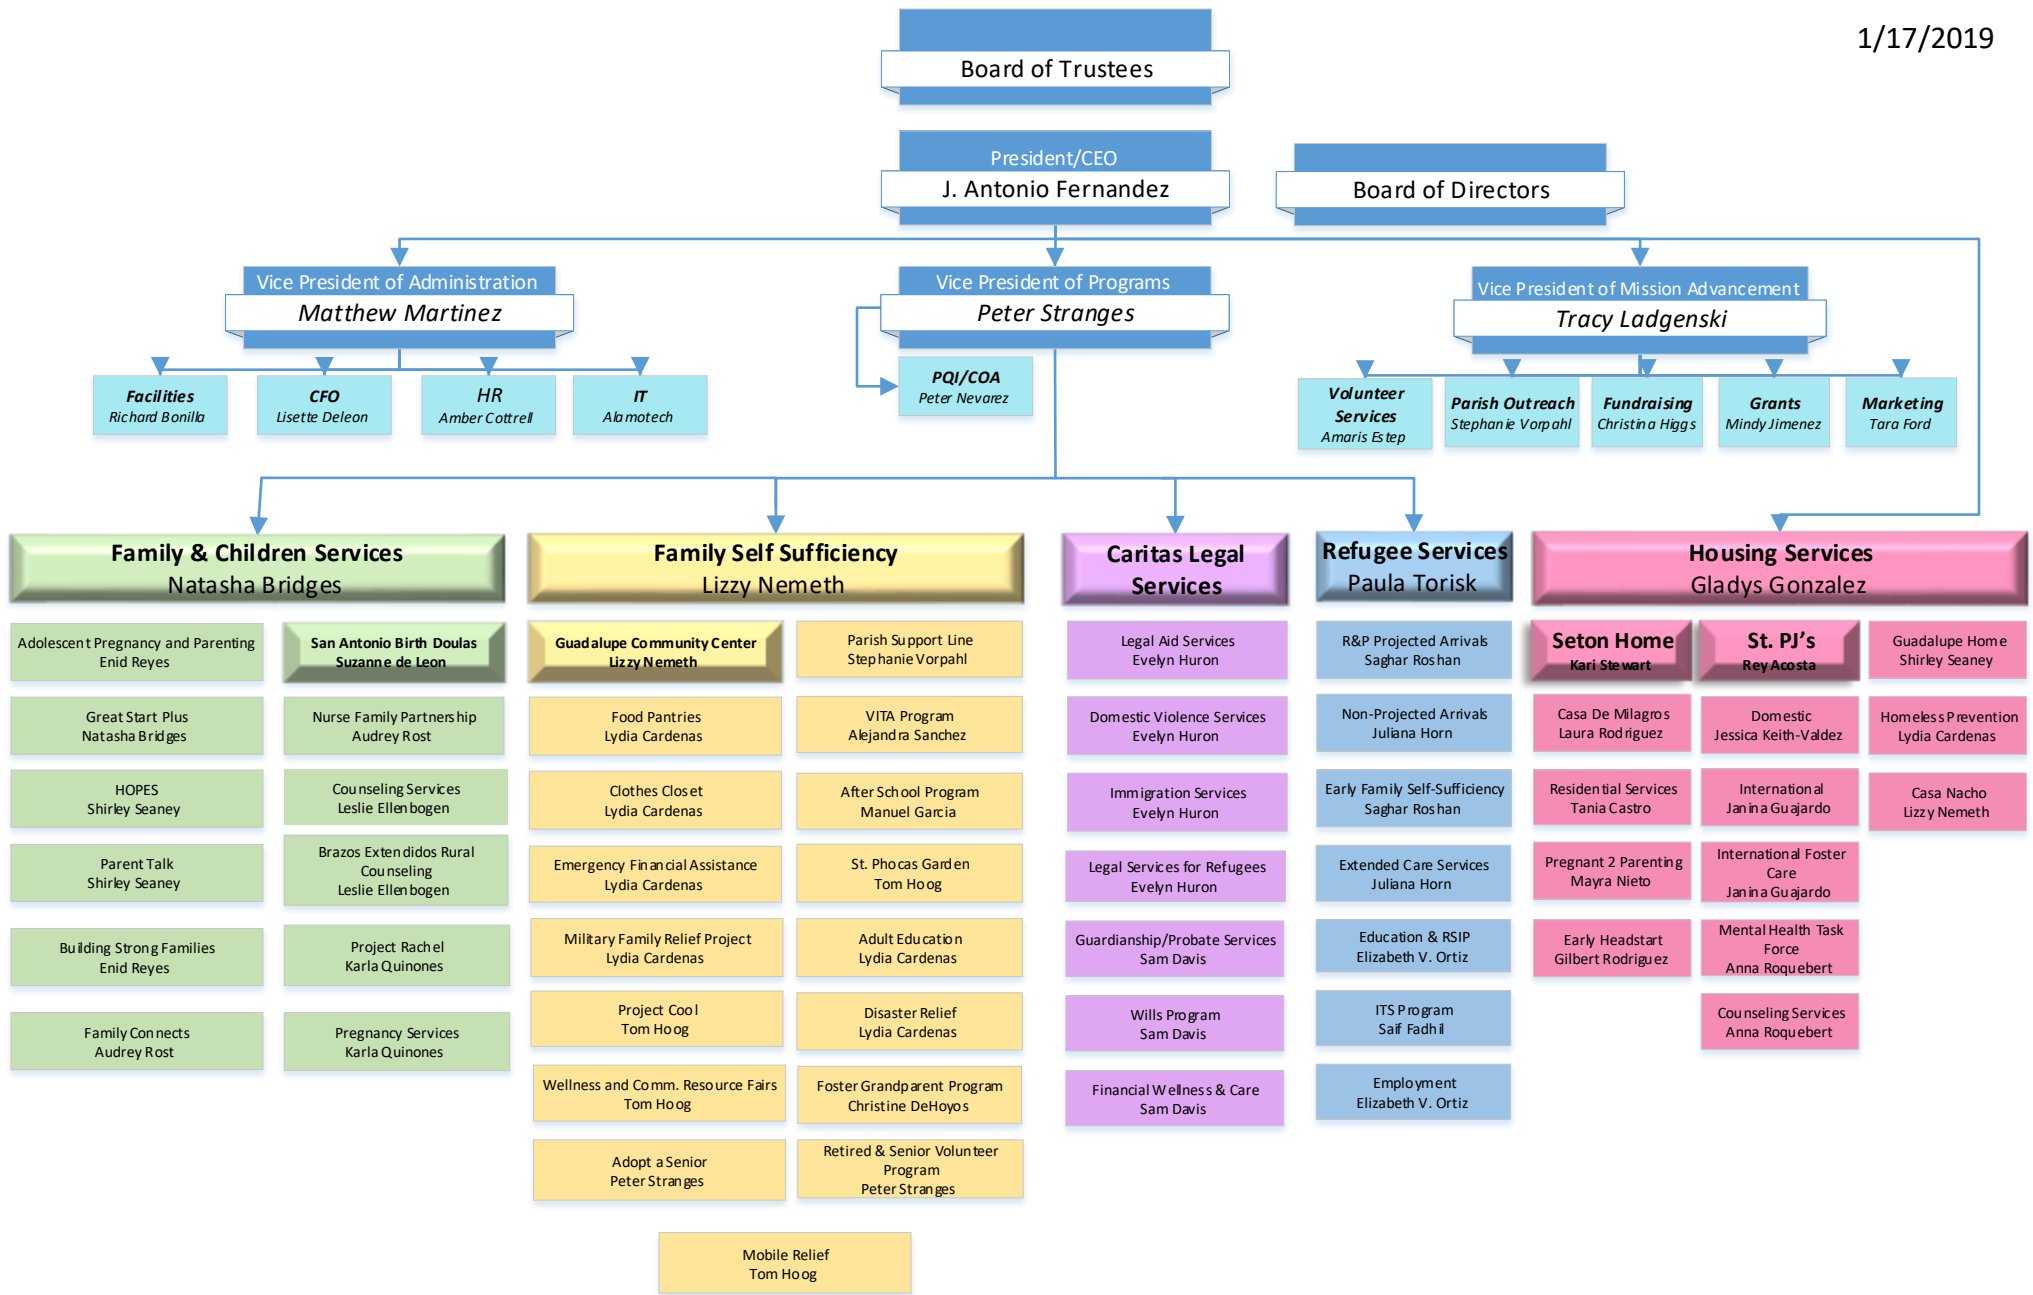 1/17/2019
Board of Trustees
President/CEO
J. Antonio Fernandez
Board of Directors
Vice President of Administration
Matthew Martinez
Vice President of Programs
Peter Stranges
Vice President of Mission Advancement
Tracy Ladgenski
Facilities
Richard Bonilla
CFO
Lisette Deleon
HR
Amber Cottrell
IT
Alamotech
PQI/COA
Peter Nevarez
Volunteer
Services
Amaris Estep
Parish Outreach
Stephanie Vorpahl
Fundraising
Christina Higgs
Grants
Mindy Jimenez
Marketing
Tara Ford
Family & Children Services
Natasha Bridges
Adolescent Pregnancy and Parenting
Enid Reyes
Great Start Plus
Natasha Bridges
HOPES
Shirley Seaney
Parent Talk
Shirley Seaney
Building Strong Families
Enid Reyes
Family Connects
Audrey Rost
San Antonio Birth Doulas
Suzanne de Leon
Nurse Family Partnership
Audrey Rost
Counseling Services
Leslie Ellenbogen
Brazos Extendidos Rural
Counseling
Leslie Ellenbogen
Project Rachel
Karla Quinones
Pregnancy Services
Karla Quinones
Family Self Sufficiency
Lizzy Nemeth
Guadalupe Community Center
Lizzy Nemeth
Food Pantries
Lydia Cardenas
Clothes Closet
Lydia Cardenas
Emergency Financial Assistance
Lydia Cardenas
Military Family Relief Project
Lydia Cardenas
Project Cool
Tom Hoog
Wellness and Comm. Resource Fairs
Tom Hoog
Adopt a Senior
Peter Stranges
Parish Support Line
Stephanie Vorpahl
VITA Program
Alejandra Sanchez
After School Program
Manuel Garcia
St. Phocas Garden
Tom Hoog
Adult Education
Lydia Cardenas
Disaster Relief
Lydia Cardenas
Foster Grandparent Program
Christine DeHoyos
Retired & Senior Volunteer
Program
Peter Stranges
Mobile Relief
Tom Hoog
Caritas Legal
Services
Legal Aid Services
Evelyn Huron
Domestic Violence Services
Evelyn Huron
Immigration Services
Evelyn Huron
Legal Services for Refugees
Evelyn Huron
Guardianship/Probate Services
Sam Davis
Wills Program
Sam Davis
Financial Wellness & Care
Sam Davis
Refugee Services
Paula Torisk
R&P Projected Arrivals
Saghar Roshan
Non-Projected Arrivals
Juliana Horn
Early Family Self-Sufficiency
Saghar Roshan
Extended Care Services
Juliana Horn
Education & RSIP
Elizabeth V. Ortiz
ITS Program
Saif Fadhil
Employment
Elizabeth V. Ortiz
Housing Services
Gladys Gonzalez
Seton Home
Kari Stewart
Casa De Milagros
Laura Rodriguez
Residential Services
Tania Castro
Pregnant 2 Parenting
Mayra Nieto
Early Headstart
Gilbert Rodriguez
St. PJ's
Rey Acosta
Domestic
Jessica Keith-Valdez
International
Janina Guajardo
International Foster
Care
Janina Guajardo
Mental Health Task
Force
Anna Roquebert
Counseling Services
Anna Roquebert
Guadalupe Home
Shirley Seaney
Homeless Prevention
Lydia Cardenas
Casa Nacho
Lizzy Nemeth